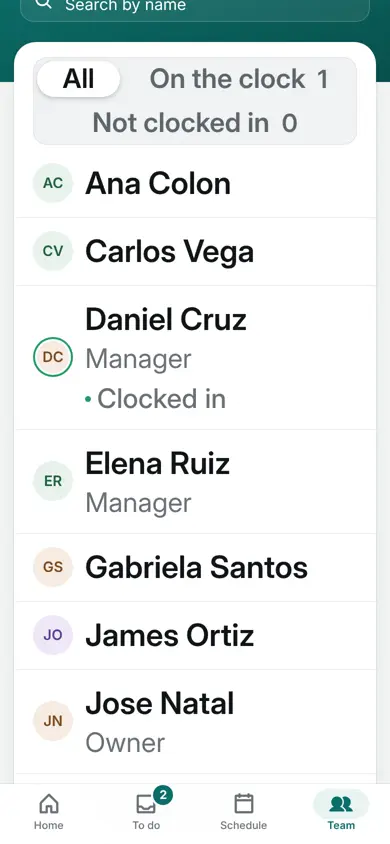 Search by name
All
On the clock 1
Not clocked in 0
AC
Ana Colon
CV
Carlos Vega
DC
Daniel Cruz
Manager
• Clocked in
ER
Elena Ruiz
Manager
GS
Gabriela Santos
JO
James Ortiz
JN
Jose Natal
Owner
2
Home
To do
Schedule
Team